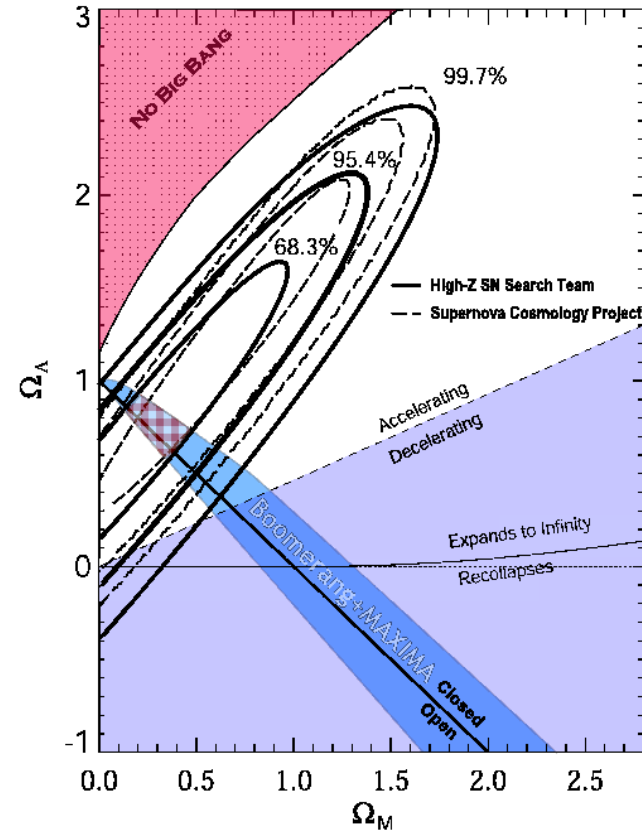 3
2
1
0
-1
Ω_Λ
NO BIG BANG
99.7%
95.4%
68.3%
High-Z SN Search Team
Supernova Cosmology Project
Accelerating
Decelerating
Expands to Infinity
Recollapses
Boomerang+MAXIMA
Closed
Open
0.0 0.5 1.0 1.5 2.0 2.5
Ω_M